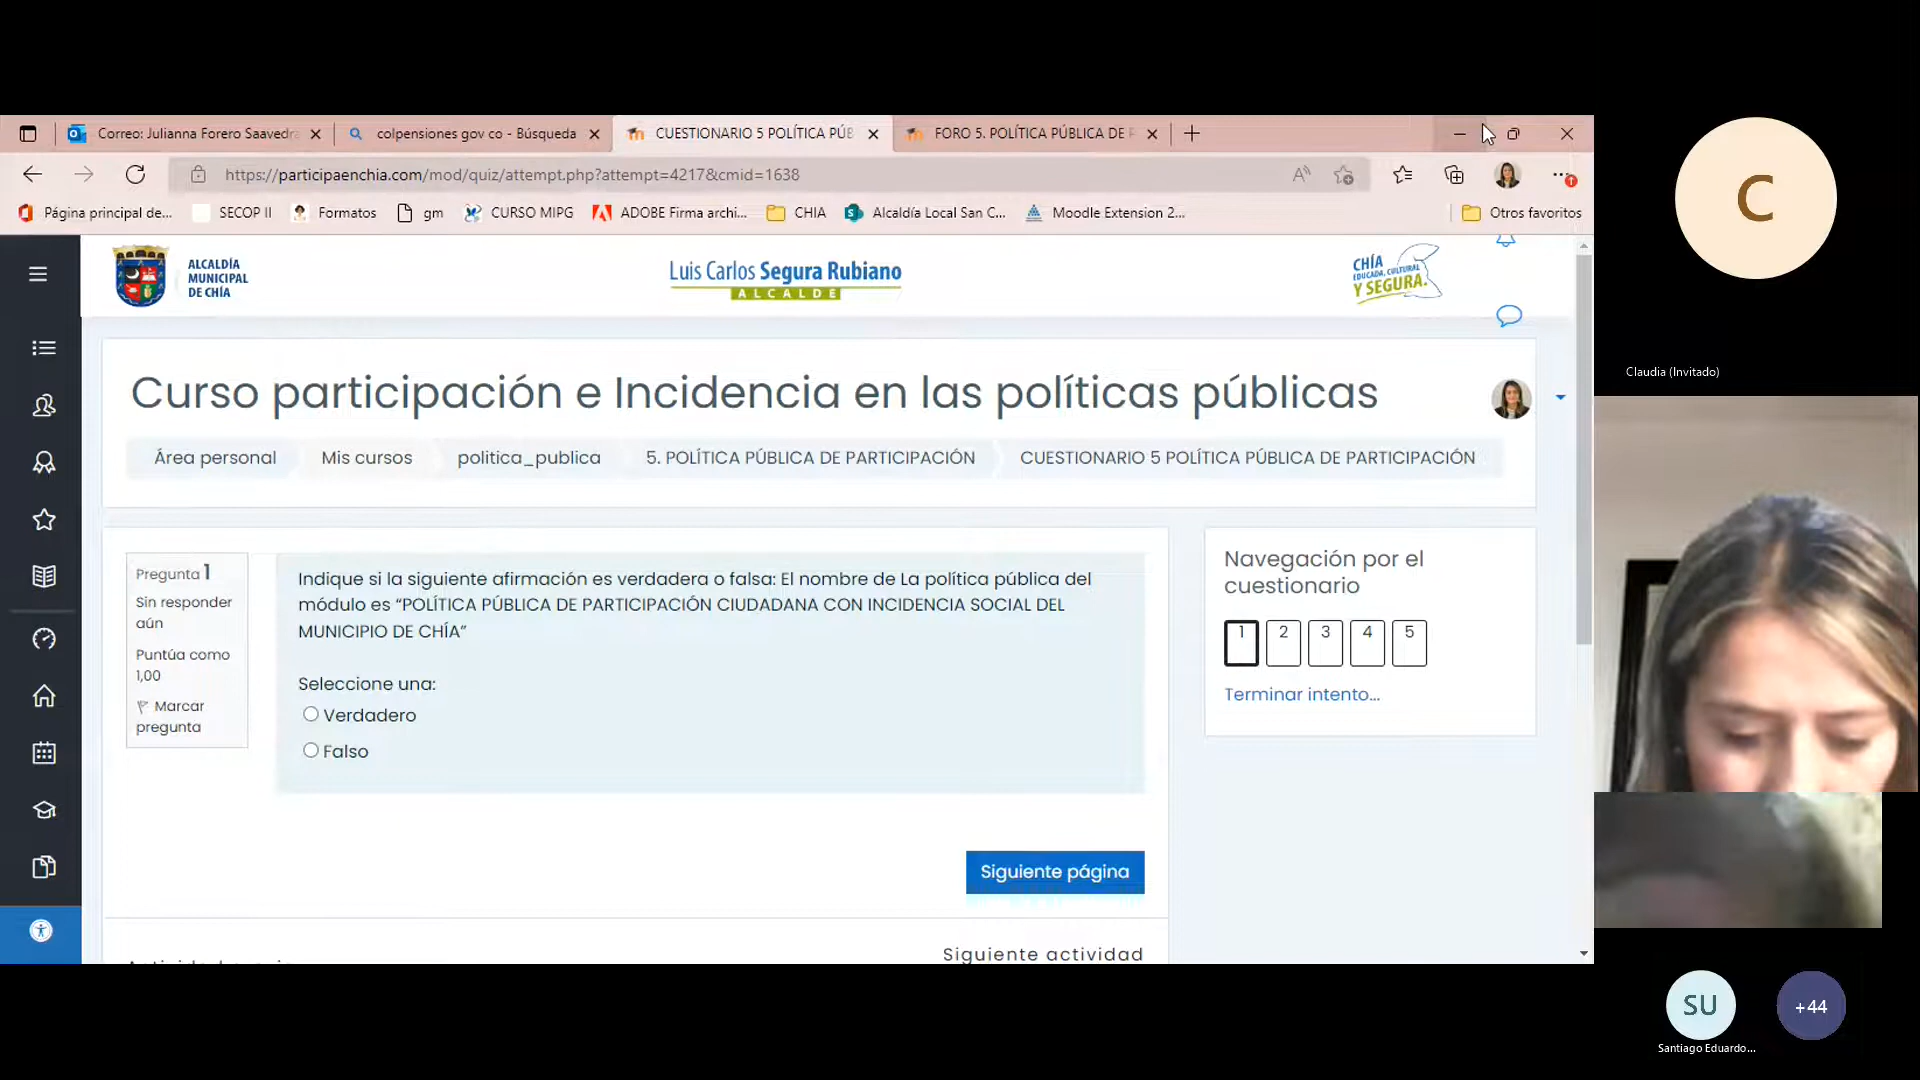 Correo: Julianna Forero Saavedra
colpensiones gov co - Búsqueda
CUESTIONARIO 5 POLÍTICA PÚB
FORO 5. POLÍTICA PÚBLICA DE P
https://participaenchia.com/mod/quiz/attempt.php?attempt=4217&cmid=1638
Página principal de...
SECOP II
Formatos
gm
CURSO MIPG
ADOBE Firma archi...
CHIA
Alcaldía Local San C...
Moodle Extension 2...
Otros favoritos
ALCALDÍA
MUNICIPAL
DE CHÍA
Luis Carlos Segura Rubiano
ALCALDE
CHÍA
EDUCADA, CULTURAL
Y SEGURA.
Curso participación e Incidencia en las políticas públicas
Área personal
Mis cursos
politica_publica
5. POLÍTICA PÚBLICA DE PARTICIPACIÓN
CUESTIONARIO 5 POLÍTICA PÚBLICA DE PARTICIPACIÓN
Pregunta 1
Sin responder
aún
Puntúa como
1,00
Marcar
pregunta
Indique si la siguiente afirmación es verdadera o falsa: El nombre de La política pública del
módulo es “POLÍTICA PÚBLICA DE PARTICIPACIÓN CIUDADANA CON INCIDENCIA SOCIAL DEL
MUNICIPIO DE CHÍA”
Seleccione una:
Verdadero
Falso
Siguiente página
Siguiente actividad
Navegación por el
cuestionario
1 2 3 4 5
Terminar intento...
C
Claudia (Invitado)
SU
+44
Santiago Eduardo...